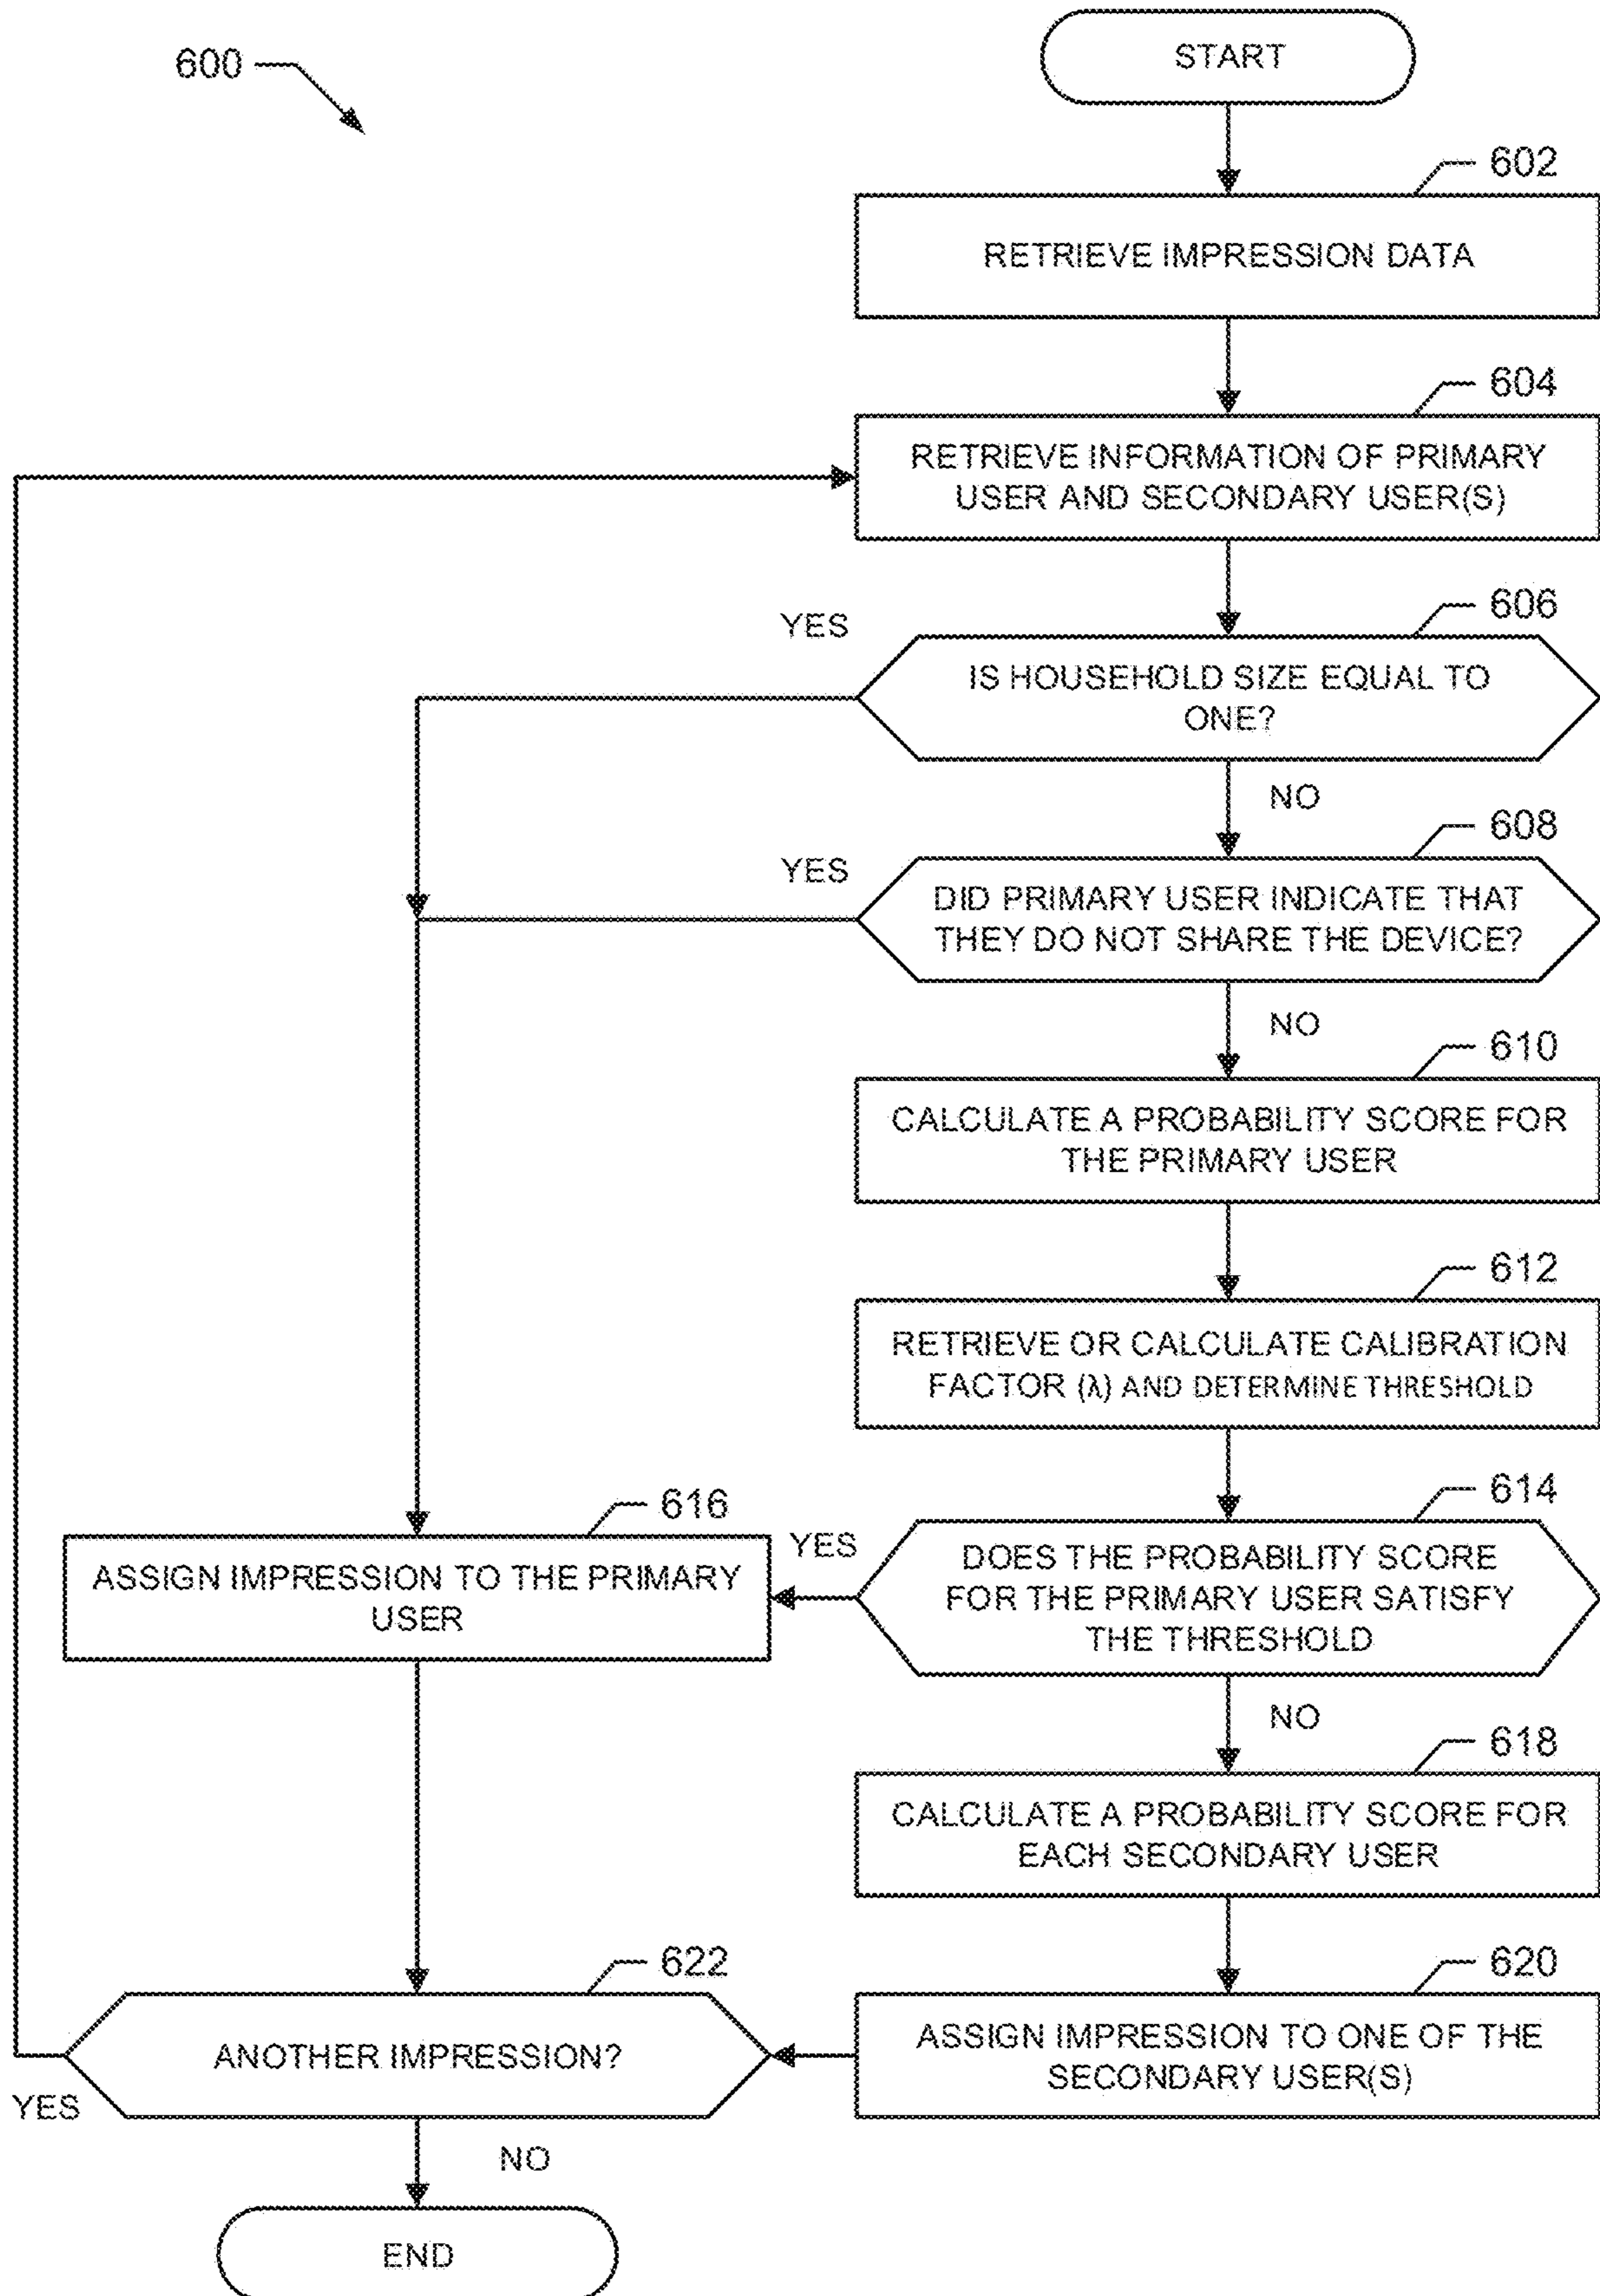 600
START
602
RETRIEVE IMPRESSION DATA
604
RETRIEVE INFORMATION OF PRIMARY
USER AND SECONDARY USER(S)
606
YES
IS HOUSEHOLD SIZE EQUAL TO
ONE?
NO
608
YES
DID PRIMARY USER INDICATE THAT
THEY DO NOT SHARE THE DEVICE?
NO
610
CALCULATE A PROBABILITY SCORE FOR
THE PRIMARY USER
612
RETRIEVE OR CALCULATE CALIBRATION
FACTOR (λ) AND DETERMINE THRESHOLD
614
DOES THE PROBABILITY SCORE
FOR THE PRIMARY USER SATISFY
THE THRESHOLD
YES
616
ASSIGN IMPRESSION TO THE PRIMARY
USER
NO
618
CALCULATE A PROBABILITY SCORE FOR
EACH SECONDARY USER
620
ASSIGN IMPRESSION TO ONE OF THE
SECONDARY USER(S)
622
ANOTHER IMPRESSION?
YES
NO
END